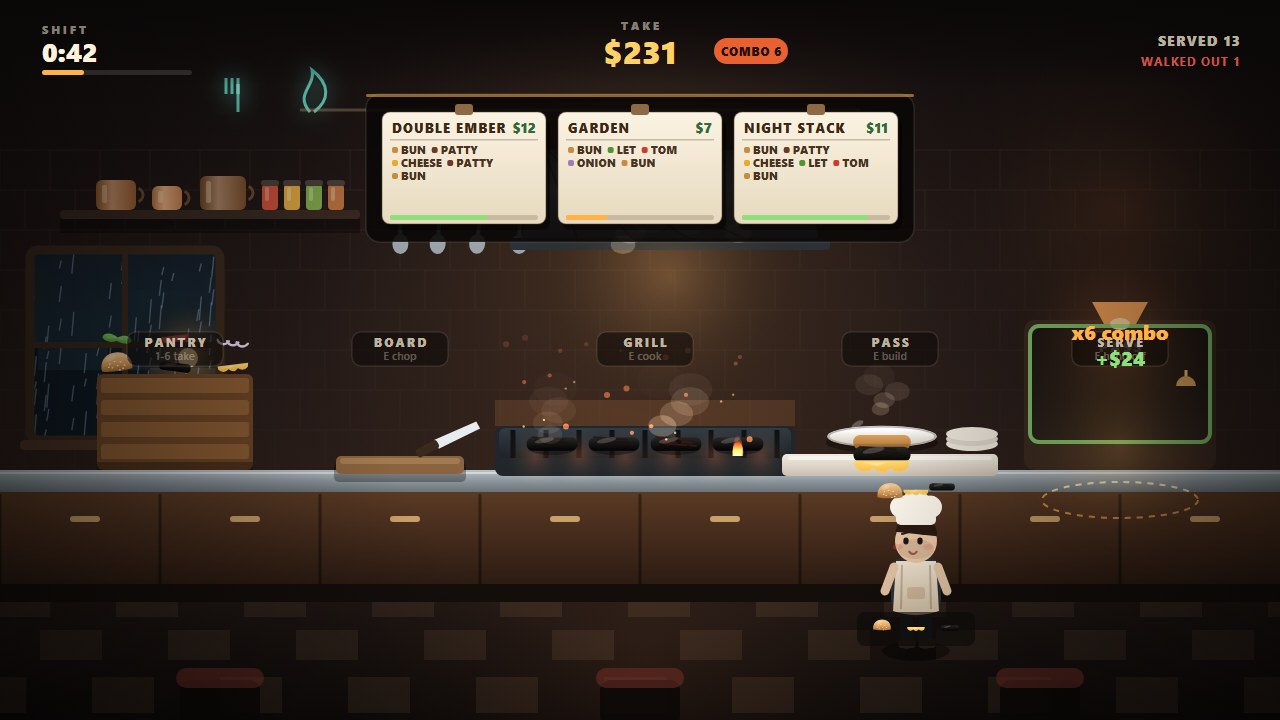 SHIFT
0:42
TAKE
$231
COMBO 6
SERVED 13
WALKED OUT 1
DOUBLE EMBER $12
BUN PATTY
CHEESE PATTY
BUN
GARDEN $7
BUN LET TOM
ONION BUN
NIGHT STACK $11
BUN PATTY
CHEESE LET TOM
BUN
PANTRY
1-6 take
BOARD
E chop
GRILL
E cook
PASS
E build
x6 combo
SERVE
+$24